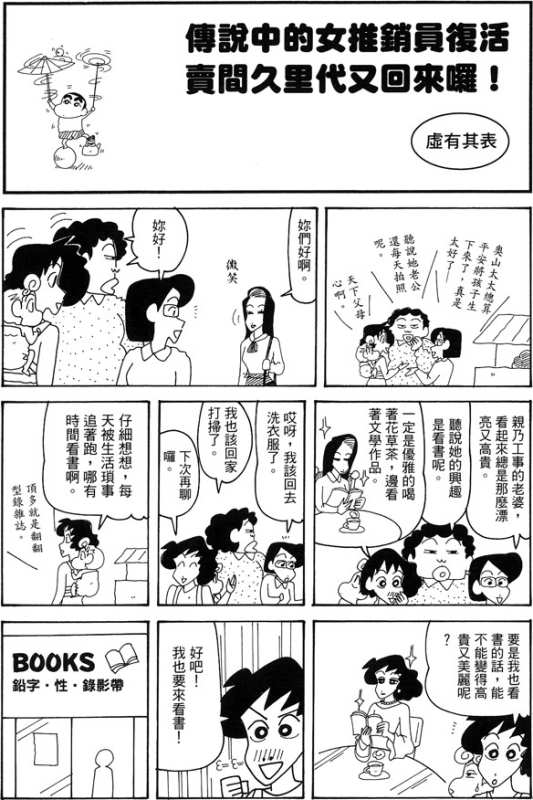 傳說中的女推銷員復活
賣間久里代又回來囉！
虛有其表
奧山太太總算
平安將孩子生
下來了，真是
太好了。
聽說她老公
還每天拍照
呢。
天下父母
心啊。
妳們好啊。
微笑
妳好！
親乃工事的老婆，
看起來總是那麼漂
亮又高貴。
聽說她的興趣
是看書呢。
一定是優雅的喝
著花草茶，邊看
著文學作品。
哎呀，我該回去
洗衣服了。
我也該回家
打掃了。
下次再聊
囉。
仔細想想，每
天被生活瑣事
追著跑，哪有
時間看書啊。
頂多就是翻翻
型錄雜誌。
要是我也看
書的話，能
不能變得高
貴又美麗呢
？
好吧！
我也要來看書！
BOOKS
鉛字・性・錄影帶